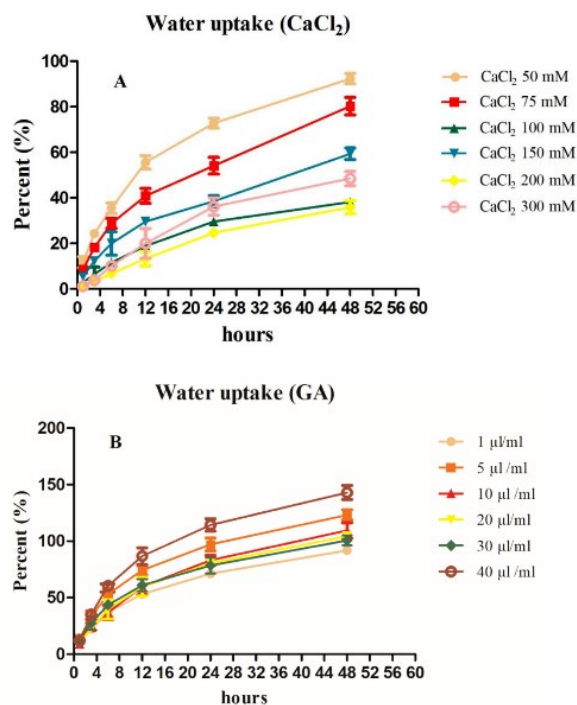 Water uptake (CaCl₂)
A
Percent (%)
100
80
60
40
20
0
0 4 8 12 16 20 24 28 32 36 40 44 48 52 56 60
hours
CaCl₂ 50 mM
CaCl₂ 75 mM
CaCl₂ 100 mM
CaCl₂ 150 mM
CaCl₂ 200 mM
CaCl₂ 300 mM
Water uptake (GA)
B
Percent (%)
200
150
100
50
0
0 4 8 12 16 20 24 28 32 36 40 44 48 52 56 60
hours
1 µl/ml
5 µl /ml
10 µl /ml
20 µl/ml
30 µl/ml
40 µl /ml